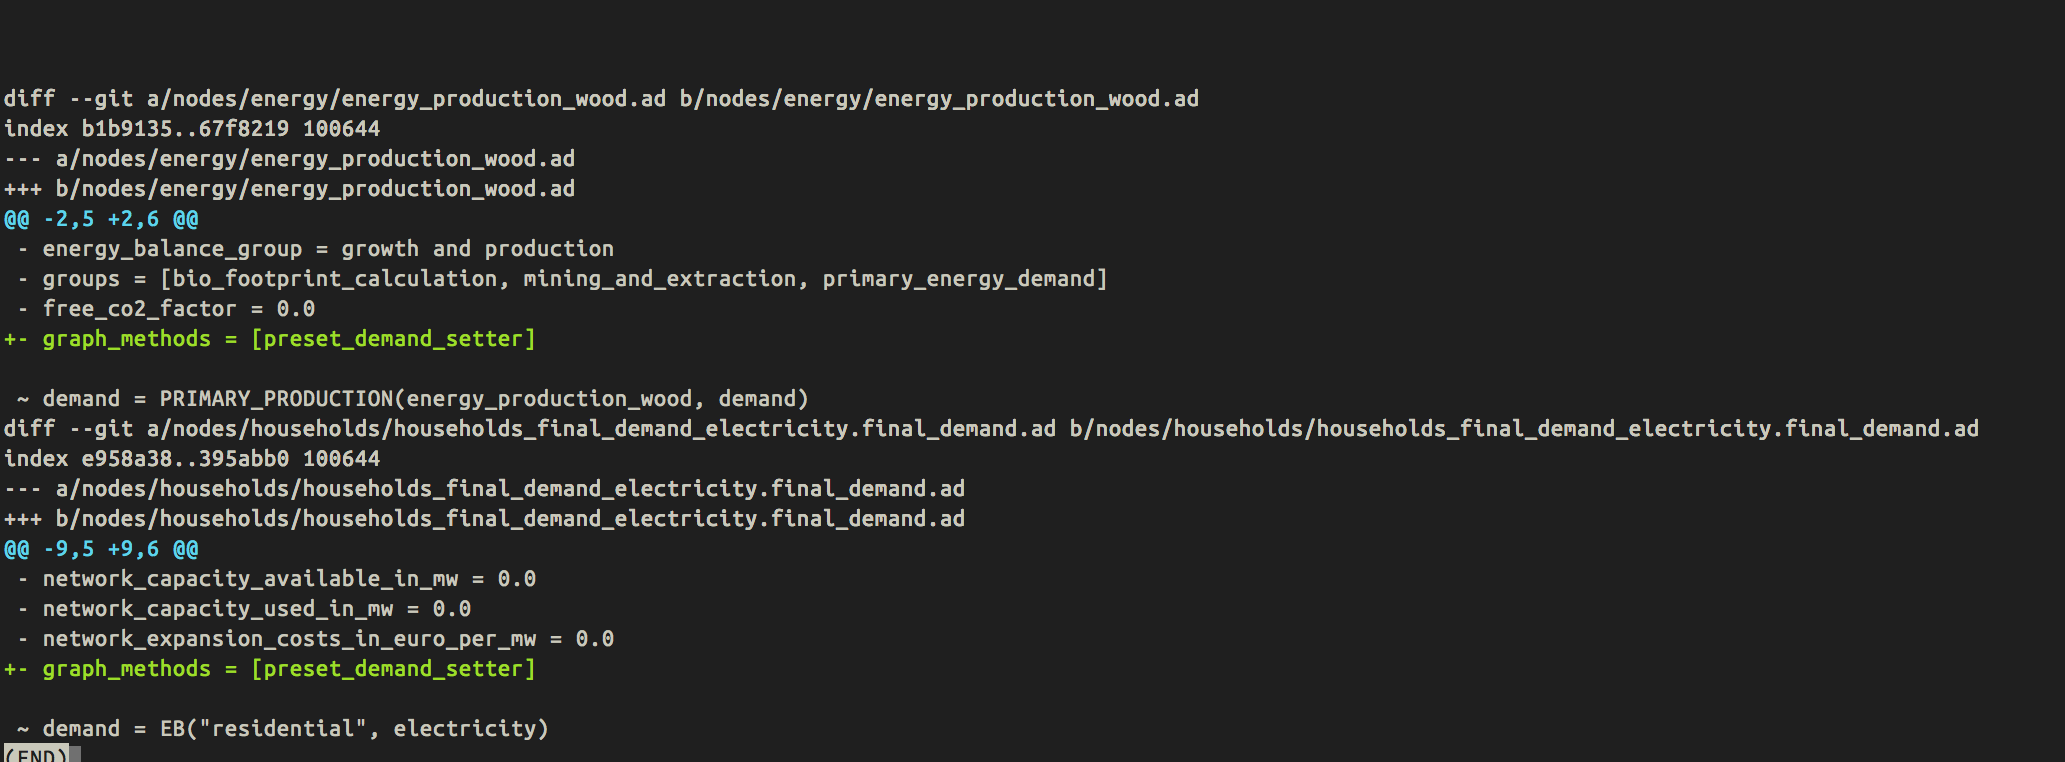 diff --git a/nodes/energy/energy_production_wood.ad b/nodes/energy/energy_production_wood.ad
index b1b9135..67f8219 100644
--- a/nodes/energy/energy_production_wood.ad
+++ b/nodes/energy/energy_production_wood.ad
@@ -2,5 +2,6 @@
 - energy_balance_group = growth and production
 - groups = [bio_footprint_calculation, mining_and_extraction, primary_energy_demand]
 - free_co2_factor = 0.0
+- graph_methods = [preset_demand_setter]

 ~ demand = PRIMARY_PRODUCTION(energy_production_wood, demand)
diff --git a/nodes/households/households_final_demand_electricity.final_demand.ad b/nodes/households/households_final_demand_electricity.final_demand.ad
index e958a38..395abb0 100644
--- a/nodes/households/households_final_demand_electricity.final_demand.ad
+++ b/nodes/households/households_final_demand_electricity.final_demand.ad
@@ -9,5 +9,6 @@
 - network_capacity_available_in_mw = 0.0
 - network_capacity_used_in_mw = 0.0
 - network_expansion_costs_in_euro_per_mw = 0.0
+- graph_methods = [preset_demand_setter]

 ~ demand = EB("residential", electricity)
(END)